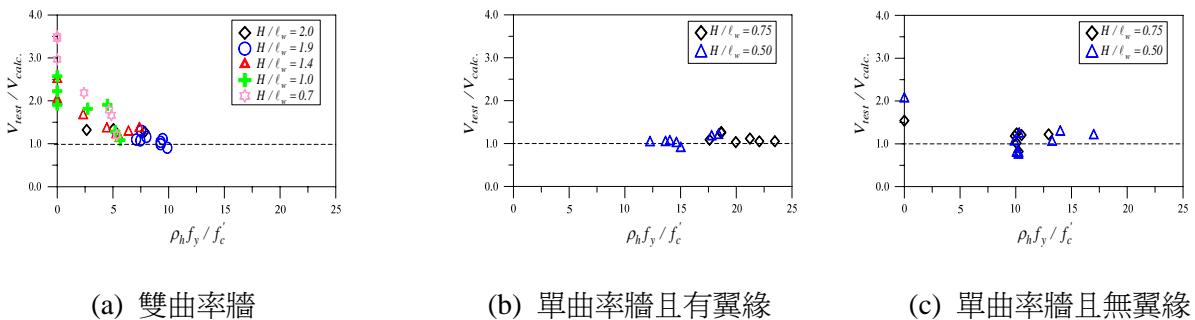 4.0
3.0
2.0
1.0
0.0
V_test / V_calc.
0 5 10 15 20 25
ρ_h f_y / f_c'
H / ℓ_w = 2.0
H / ℓ_w = 1.9
H / ℓ_w = 1.4
H / ℓ_w = 1.0
H / ℓ_w = 0.7
(a) 雙曲率牆
4.0
3.0
2.0
1.0
0.0
V_test / V_calc.
0 5 10 15 20 25
ρ_h f_y / f_c'
H / ℓ_w = 0.75
H / ℓ_w = 0.50
(b) 單曲率牆且有翼緣
4.0
3.0
2.0
1.0
0.0
V_test / V_calc.
0 5 10 15 20 25
ρ_h f_y / f_c'
H / ℓ_w = 0.75
H / ℓ_w = 0.50
(c) 單曲率牆且無翼緣